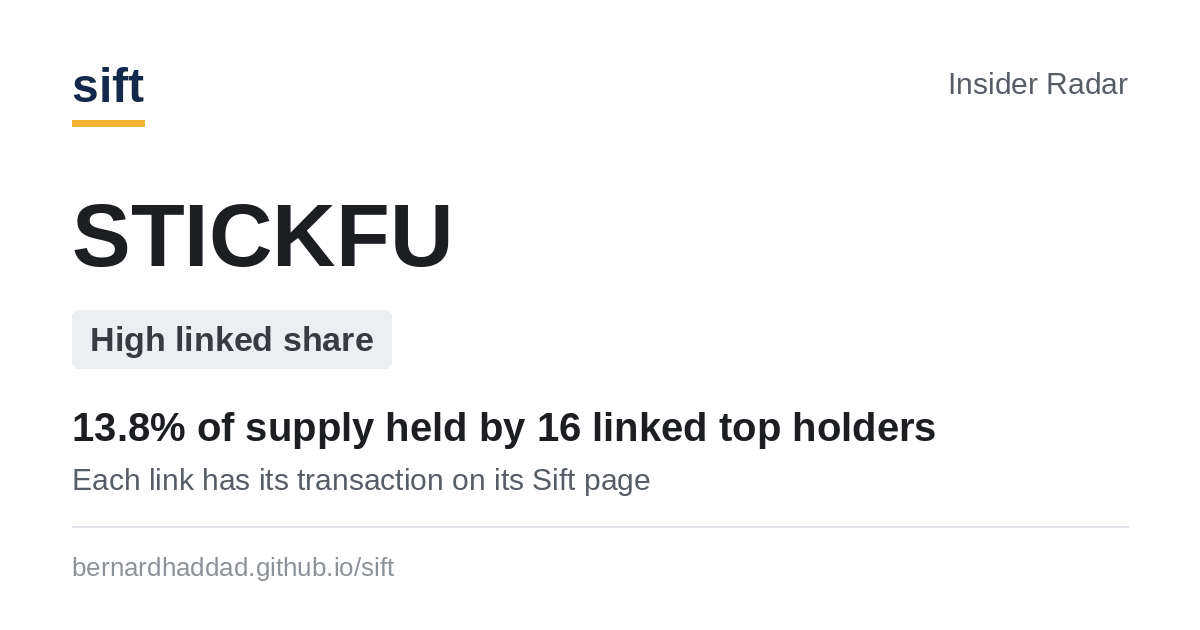 sift
Insider Radar
STICKFU
High linked share
13.8% of supply held by 16 linked top holders
Each link has its transaction on its Sift page
bernardhaddad.github.io/sift